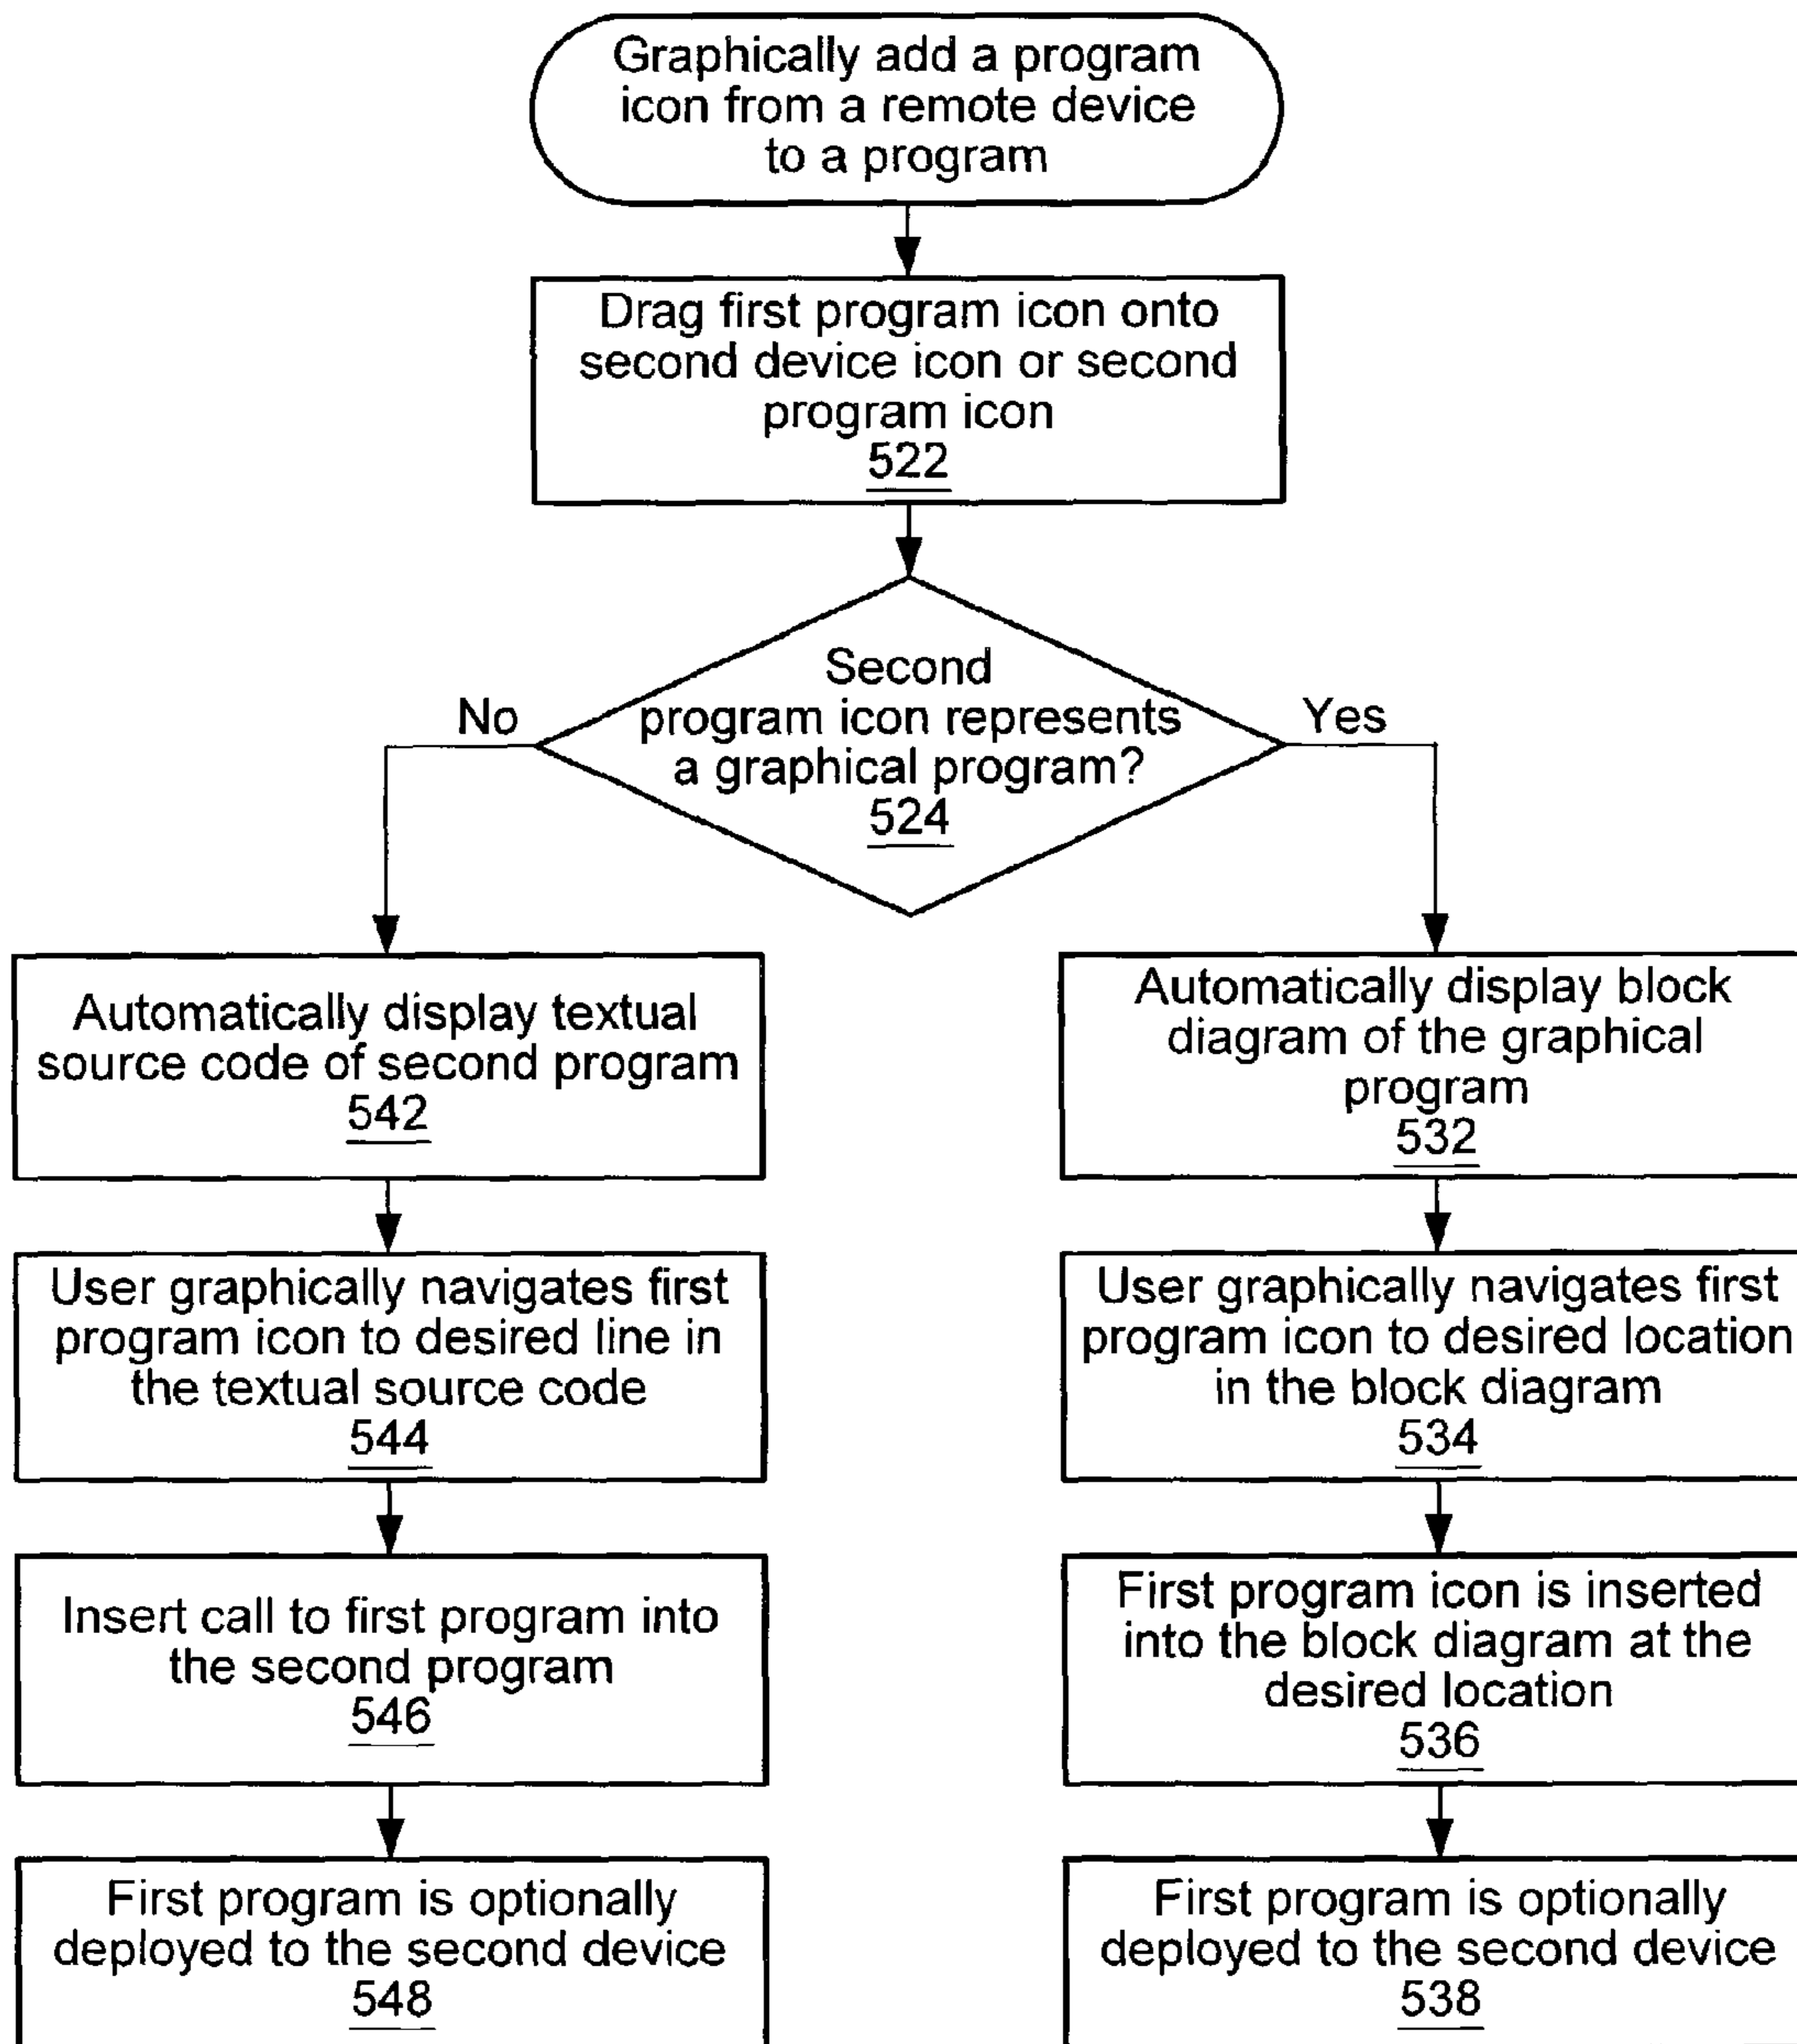 Graphically add a program
icon from a remote device
to a program
Drag first program icon onto
second device icon or second
program icon
522
Second
program icon represents
a graphical program?
524
No
Yes
Automatically display textual
source code of second program
542
User graphically navigates first
program icon to desired line in
the textual source code
544
Insert call to first program into
the second program
546
First program is optionally
deployed to the second device
548
Automatically display block
diagram of the graphical
program
532
User graphically navigates first
program icon to desired location
in the block diagram
534
First program icon is inserted
into the block diagram at the
desired location
536
First program is optionally
deployed to the second device
538